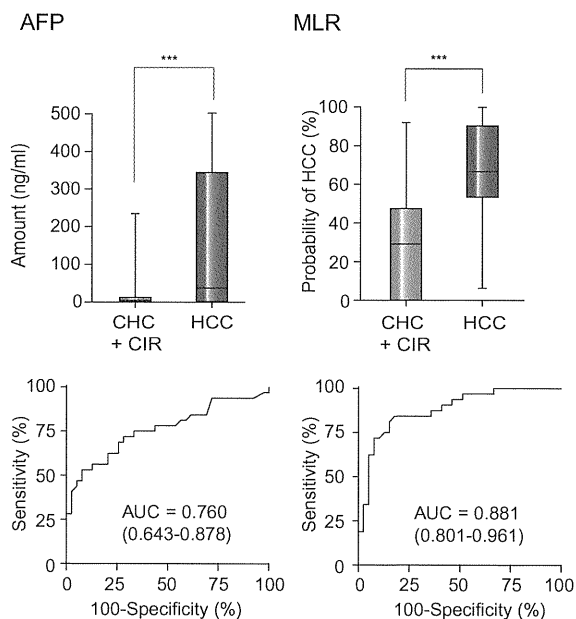 AFP
***
Amount (ng/ml)
500
400
300
200
100
0
CHC
+ CIR
HCC
MLR
***
Probability of HCC (%)
100
80
60
40
20
0
CHC
+ CIR
HCC
Sensitivity (%)
100
75
50
25
0
25
50
75
100
AUC = 0.760
(0.643-0.878)
100-Specificity (%)
Sensitivity (%)
100
75
50
25
0
25
50
75
100
AUC = 0.881
(0.801-0.961)
100-Specificity (%)